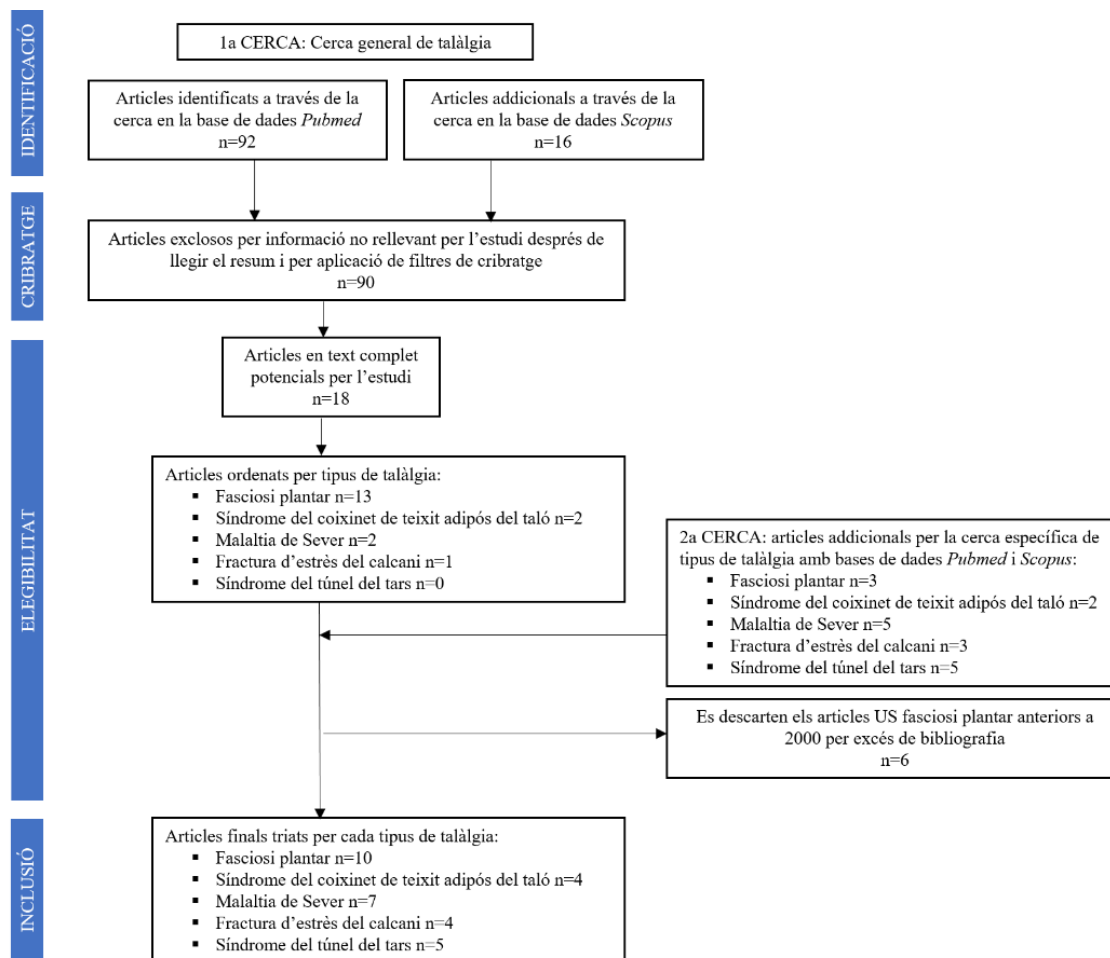 IDENTIFICACIÓ
1a CERCA: Cerca general de talàlgia
Articles identificats a través de la
cerca en la base de dades Pubmed
n=92
Articles addicionals a través de la
cerca en la base de dades Scopus
n=16
CRIBRATGE
Articles exclosos per informació no rellevant per l'estudi després de
llegir el resum i per aplicació de filtres de cribratge
n=90
ELEGIBILITAT
Articles en text complet
potencials per l'estudi
n=18
Articles ordenats per tipus de talàlgia:
▪ Fasciosi plantar n=13
▪ Síndrome del coixinet de teixit adipós del taló n=2
▪ Malaltia de Sever n=2
▪ Fractura d'estrès del calcani n=1
▪ Síndrome del túnel del tars n=0
2a CERCA: articles addicionals per la cerca específica de
tipus de talàlgia amb bases de dades Pubmed i Scopus:
▪ Fasciosi plantar n=3
▪ Síndrome del coixinet de teixit adipós del taló n=2
▪ Malaltia de Sever n=5
▪ Fractura d'estrès del calcani n=3
▪ Síndrome del túnel del tars n=5
Es descarten els articles US fasciosi plantar anteriors a
2000 per excés de bibliografia
n=6
INCLUSIÓ
Articles finals triats per cada tipus de talàlgia:
▪ Fasciosi plantar n=10
▪ Síndrome del coixinet de teixit adipós del taló n=4
▪ Malaltia de Sever n=7
▪ Fractura d'estrès del calcani n=4
▪ Síndrome del túnel del tars n=5